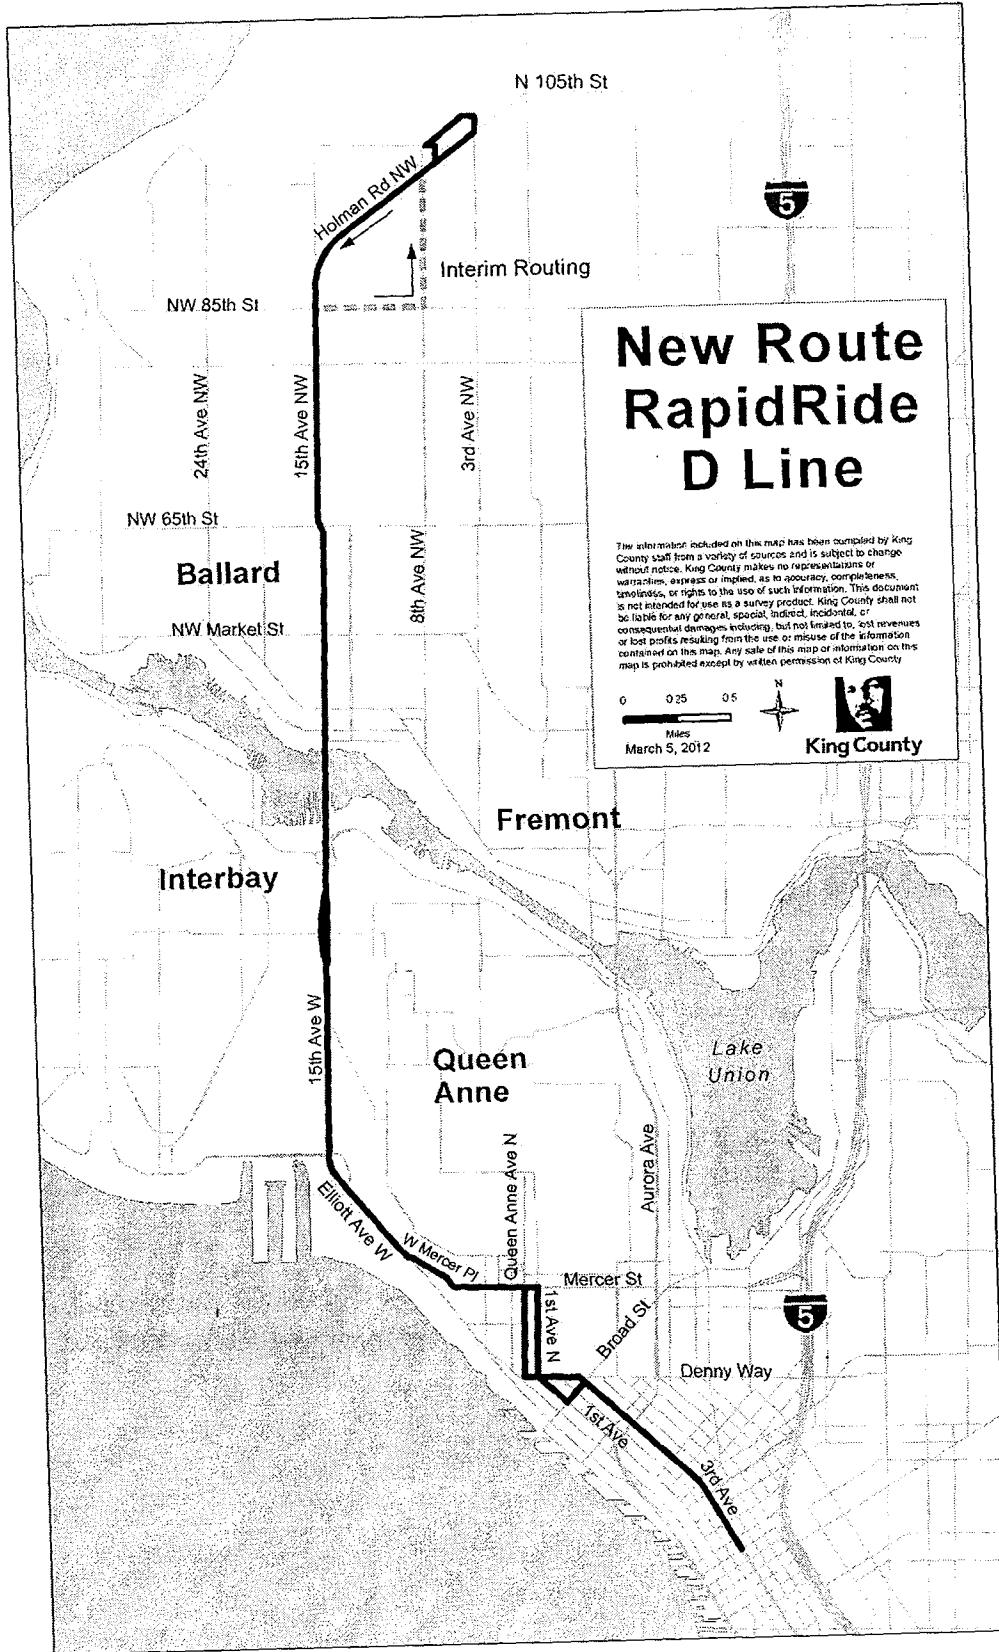 N 105th St
Holman Rd NW
5
Interim Routing
NW 85th St
New Route
RapidRide
D Line
24th Ave NW
15th Ave NW
3rd Ave NW
NW 65th St
8th Ave NW
Ballard
NW Market St
The information included on this map has been compiled by King
County staff from a variety of sources and is subject to change
without notice. King County makes no representations or
warranties, express or implied, as to accuracy, completeness,
timeliness, or rights to the use of such information. This document
is not intended for use as a survey product. King County shall not
be liable for any general, special, indirect, incidental, or
consequential damages including, but not limited to, lost revenues
or lost profits resulting from the use or misuse of the information
contained on this map. Any sale of this map or information on this
map is prohibited except by written permission of King County
0 0.25 0.5
Miles
March 5, 2012
N
King County
Fremont
Interbay
15th Ave W
Queen
Anne
Lake
Union
Queen Anne Ave N
Aurora Ave
Elliott Ave W
W Mercer Pl
Mercer St
1st Ave N
Broad St
5
Denny Way
1st Ave
3rd Ave